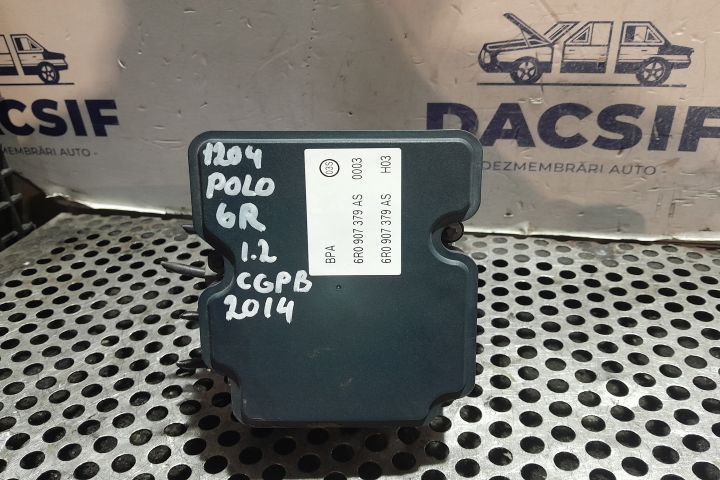 DACSIF
DEZMEMBRĂRI AUTO -
DACSIF
DEZMEMBRĂRI AUTO -
1204
POLO
6R
1.2
CGPB
2014
03S
BPA
6R0 907 379 AS 0003
6R0 907 379 AS H03